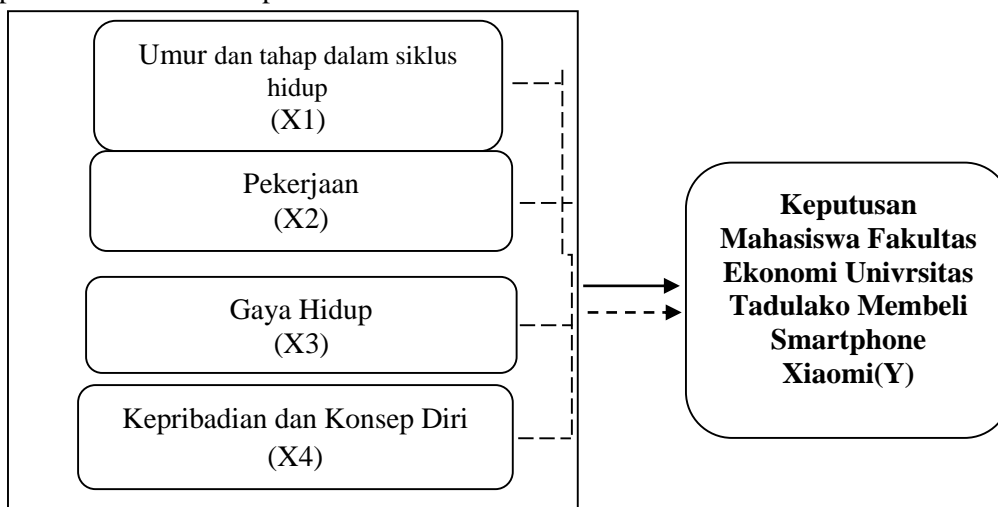 Umur dan tahap dalam siklus
hidup
(X1)
Pekerjaan
(X2)
Gaya Hidup
(X3)
Kepribadian dan Konsep Diri
(X4)
Keputusan
Mahasiswa Fakultas
Ekonomi Univrsitas
Tadulako Membeli
Smartphone
Xiaomi(Y)